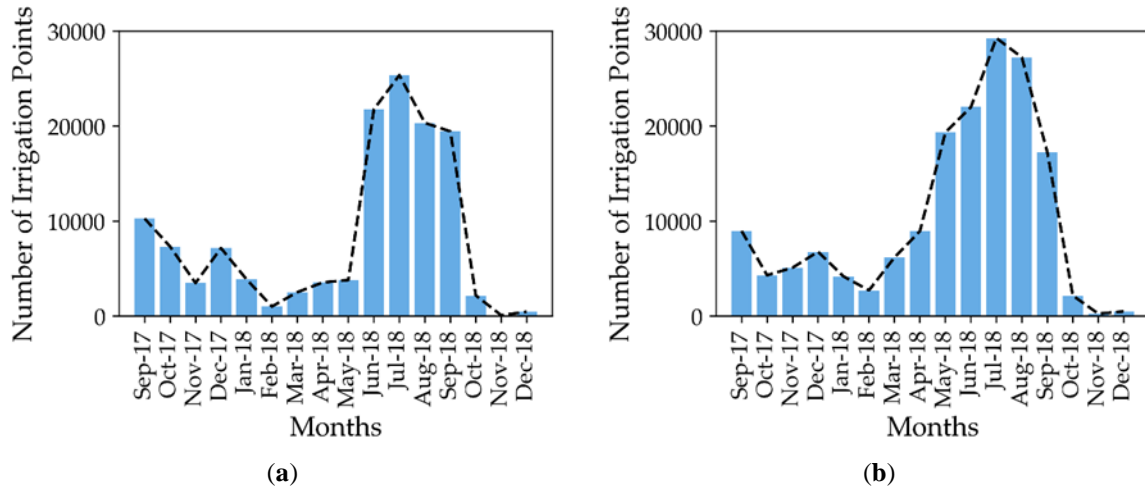 Number of Irrigation Points
30000
20000
10000
0
Sep-17
Oct-17
Nov-17
Dec-17
Jan-18
Feb-18
Mar-18
Apr-18
May-18
Jun-18
Jul-18
Aug-18
Sep-18
Oct-18
Nov-18
Dec-18
Months
(a)
Number of Irrigation Points
30000
20000
10000
0
Sep-17
Oct-17
Nov-17
Dec-17
Jan-18
Feb-18
Mar-18
Apr-18
May-18
Jun-18
Jul-18
Aug-18
Sep-18
Oct-18
Nov-18
Dec-18
Months
(b)